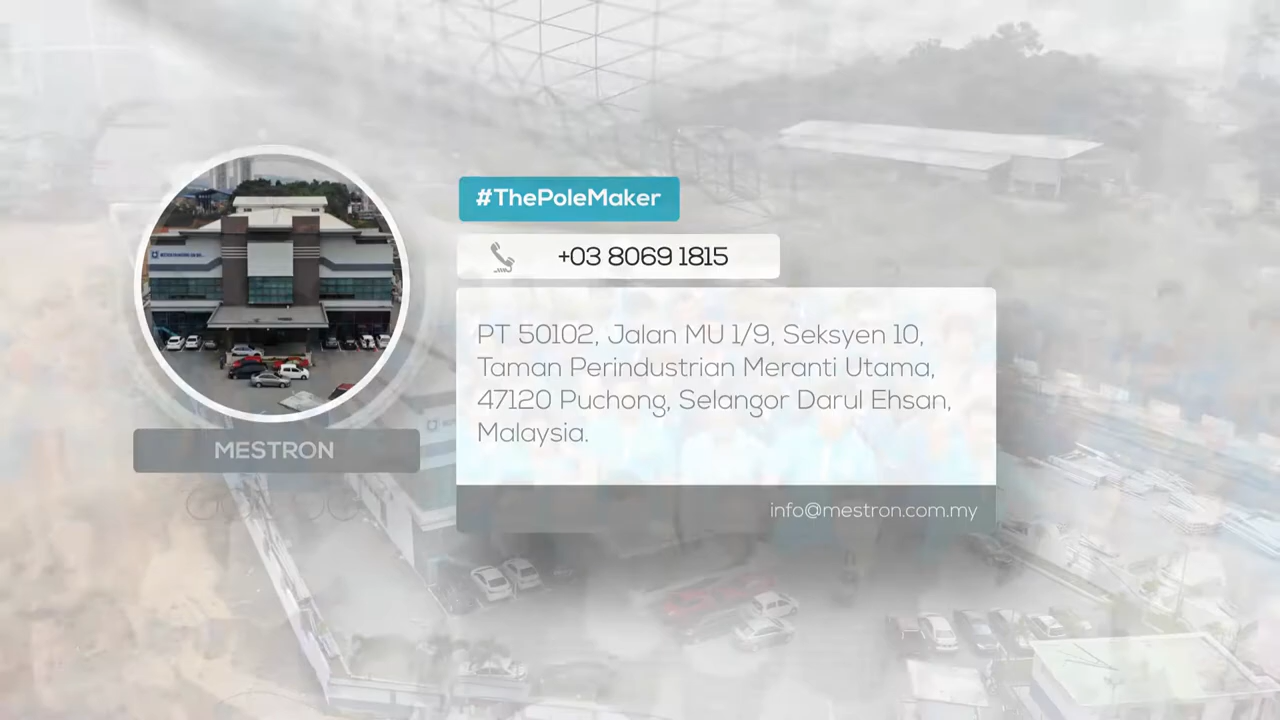 #ThePoleMaker
+03 8069 1815
PT 50102, Jalan MU 1/9, Seksyen 10,
Taman Perindustrian Meranti Utama,
47120 Puchong, Selangor Darul Ehsan,
Malaysia.
info@mestron.com.my
MESTRON